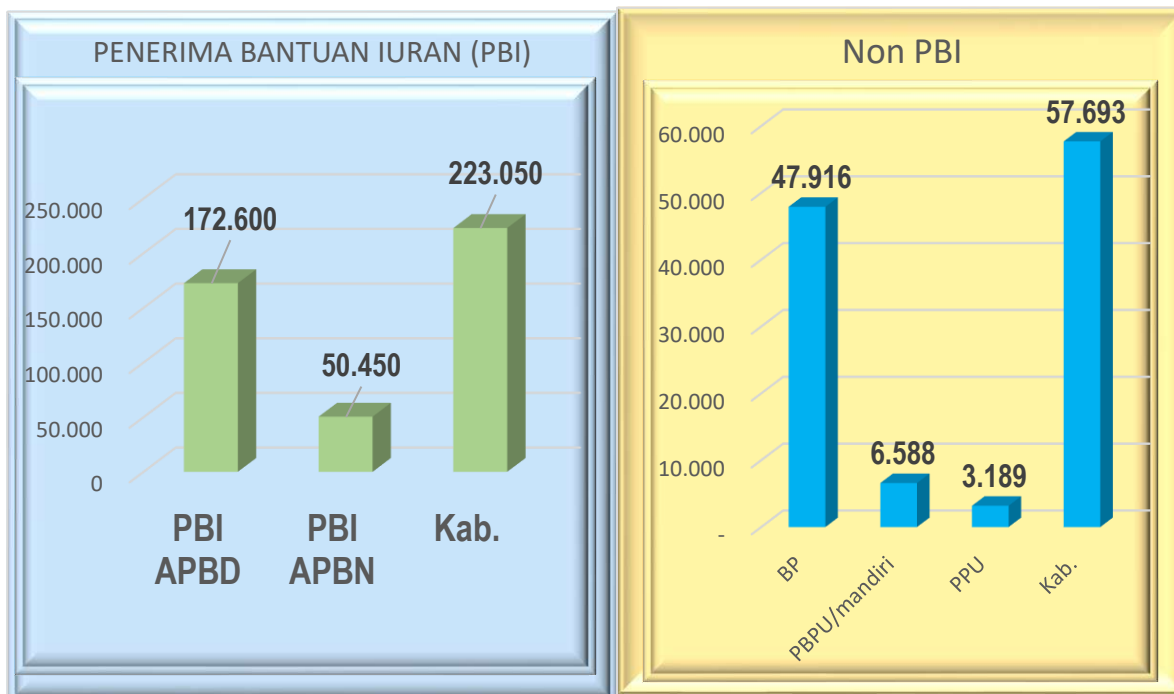 PENERIMA BANTUAN IURAN (PBI)
250.000
200.000
150.000
100.000
50.000
0
172.600
50.450
223.050
PBI
APBD
PBI
APBN
Kab.
Non PBI
60.000
50.000
40.000
30.000
20.000
10.000
-
47.916
6.588
3.189
57.693
BP
PBPU/mandiri
PPU
Kab.